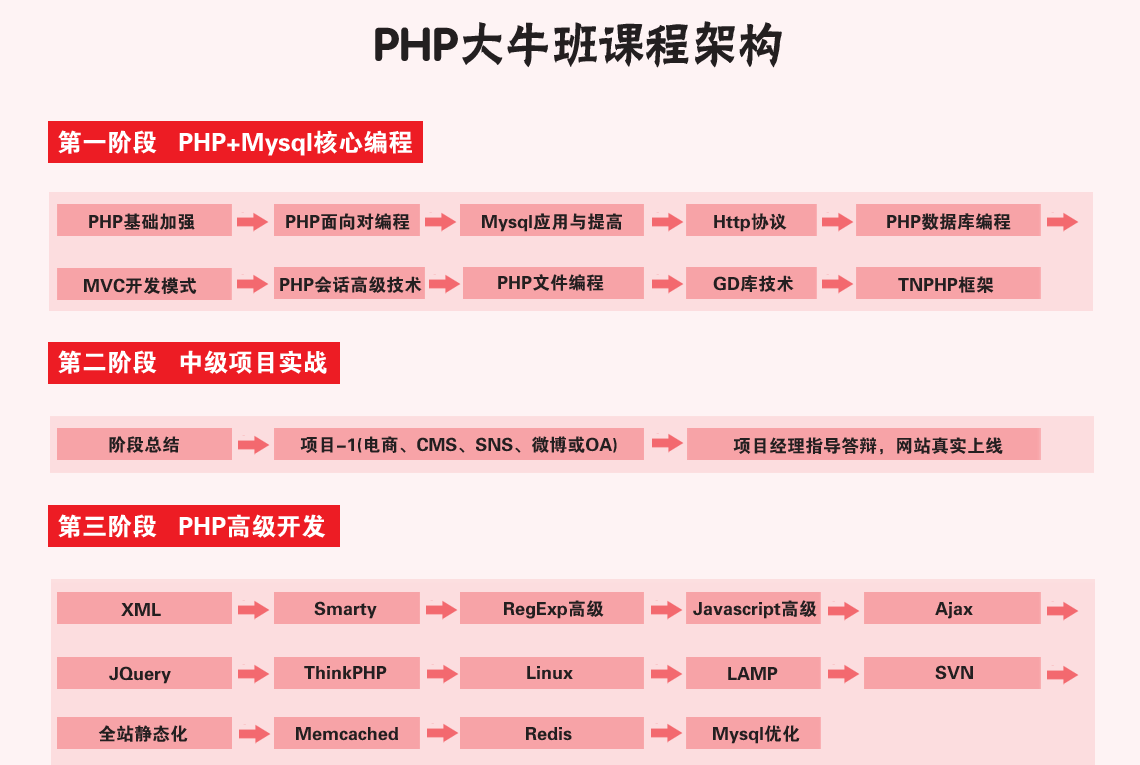 PHP大牛班课程架构
第一阶段 PHP+Mysql核心编程
PHP基础加强 PHP面向对编程 Mysql应用与提高 Http协议 PHP数据库编程
MVC开发模式 PHP会话高级技术 PHP文件编程 GD库技术 TNPHP框架
第二阶段 中级项目实战
阶段总结 项目-1(电商、CMS、SNS、微博或OA) 项目经理指导答辩，网站真实上线
第三阶段 PHP高级开发
XML Smarty RegExp高级 Javascript高级 Ajax
JQuery ThinkPHP Linux LAMP SVN
全站静态化 Memcached Redis Mysql优化